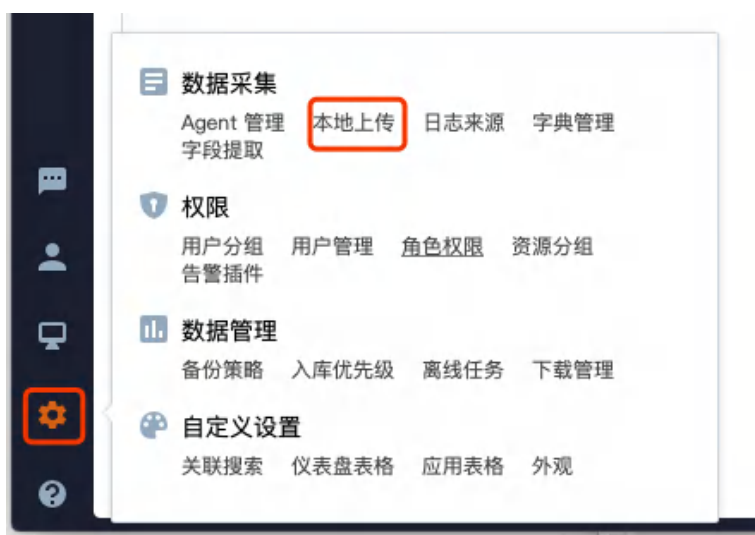 数据采集
Agent 管理 本地上传 日志来源 字典管理
字段提取
权限
用户分组 用户管理 角色权限 资源分组
告警插件
数据管理
备份策略 入库优先级 离线任务 下载管理
自定义设置
关联搜索 仪表盘表格 应用表格 外观